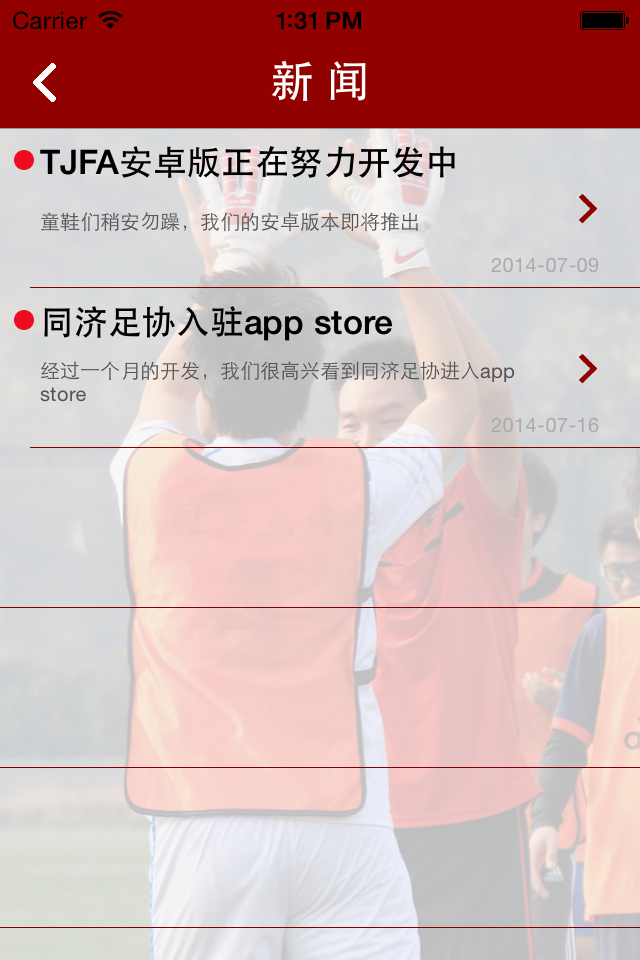 Carrier 1:31 PM
新 闻
TJFA安卓版正在努力开发中
童鞋们稍安勿躁，我们的安卓版本即将推出
2014-07-09
同济足协入驻app store
经过一个月的开发，我们很高兴看到同济足协进入app
store
2014-07-16